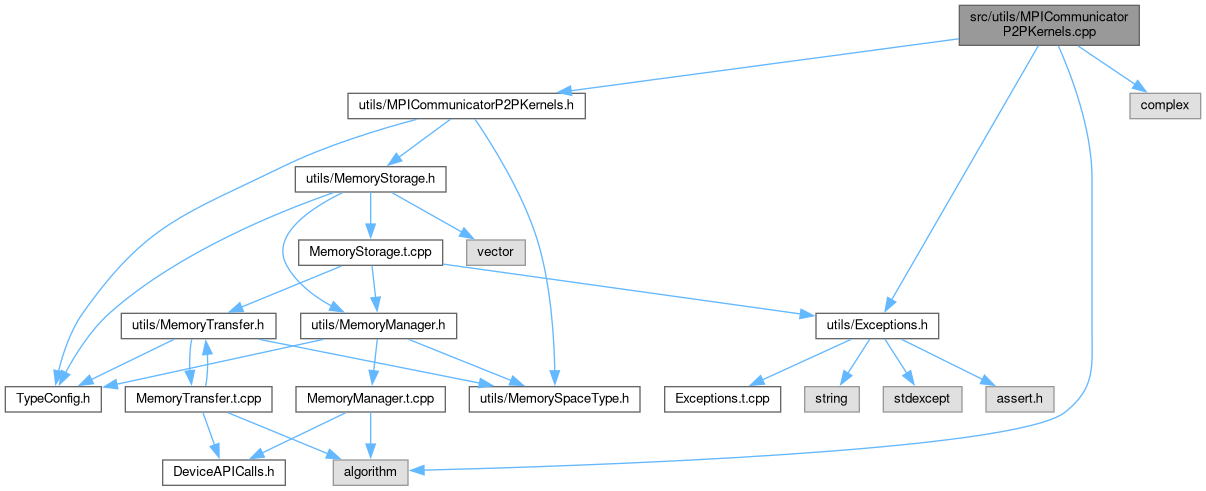 src/utils/MPICommunicator
P2PKernels.cpp
utils/MPICommunicatorP2PKernels.h
complex
utils/MemoryStorage.h
MemoryStorage.t.cpp
vector
utils/MemoryTransfer.h
utils/MemoryManager.h
utils/Exceptions.h
TypeConfig.h
MemoryTransfer.t.cpp
MemoryManager.t.cpp
utils/MemorySpaceType.h
Exceptions.t.cpp
string
stdexcept
assert.h
DeviceAPICalls.h
algorithm